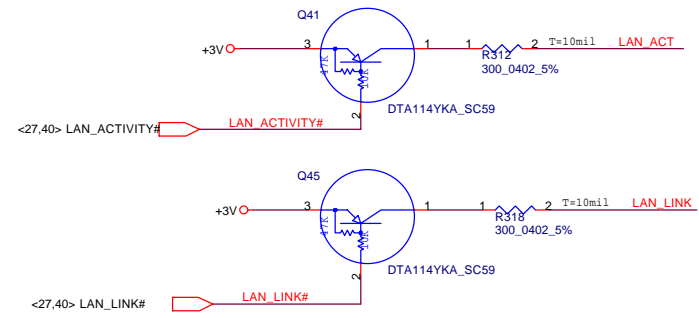 Q41
+3V
3
1
1
2
T=10mil
LAN_ACT
47K
10K
R312
300_0402_5%
DTA114YKA_SC59
2
<27,40> LAN_ACTIVITY#
LAN_ACTIVITY#
Q45
+3V
3
1
1
2
T=10mil
LAN_LINK
47K
10K
R318
300_0402_5%
DTA114YKA_SC59
2
<27,40> LAN_LINK#
LAN_LINK#